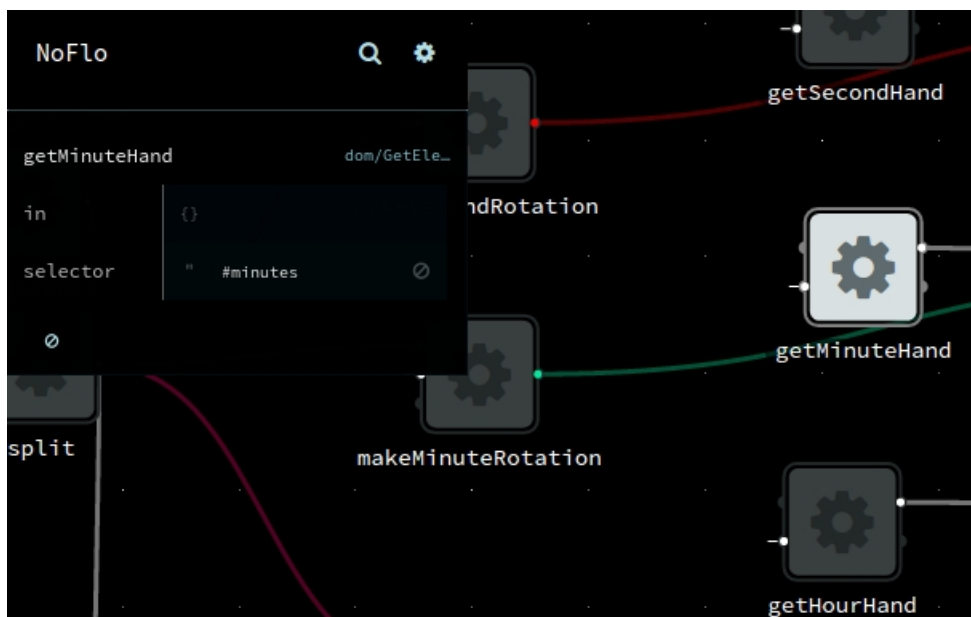 NoFlo
getMinuteHand
dom/GetEle…
in
{}
selector
" #minutes
getSecondHand
ndRotation
getMinuteHand
split
makeMinuteRotation
getHourHand